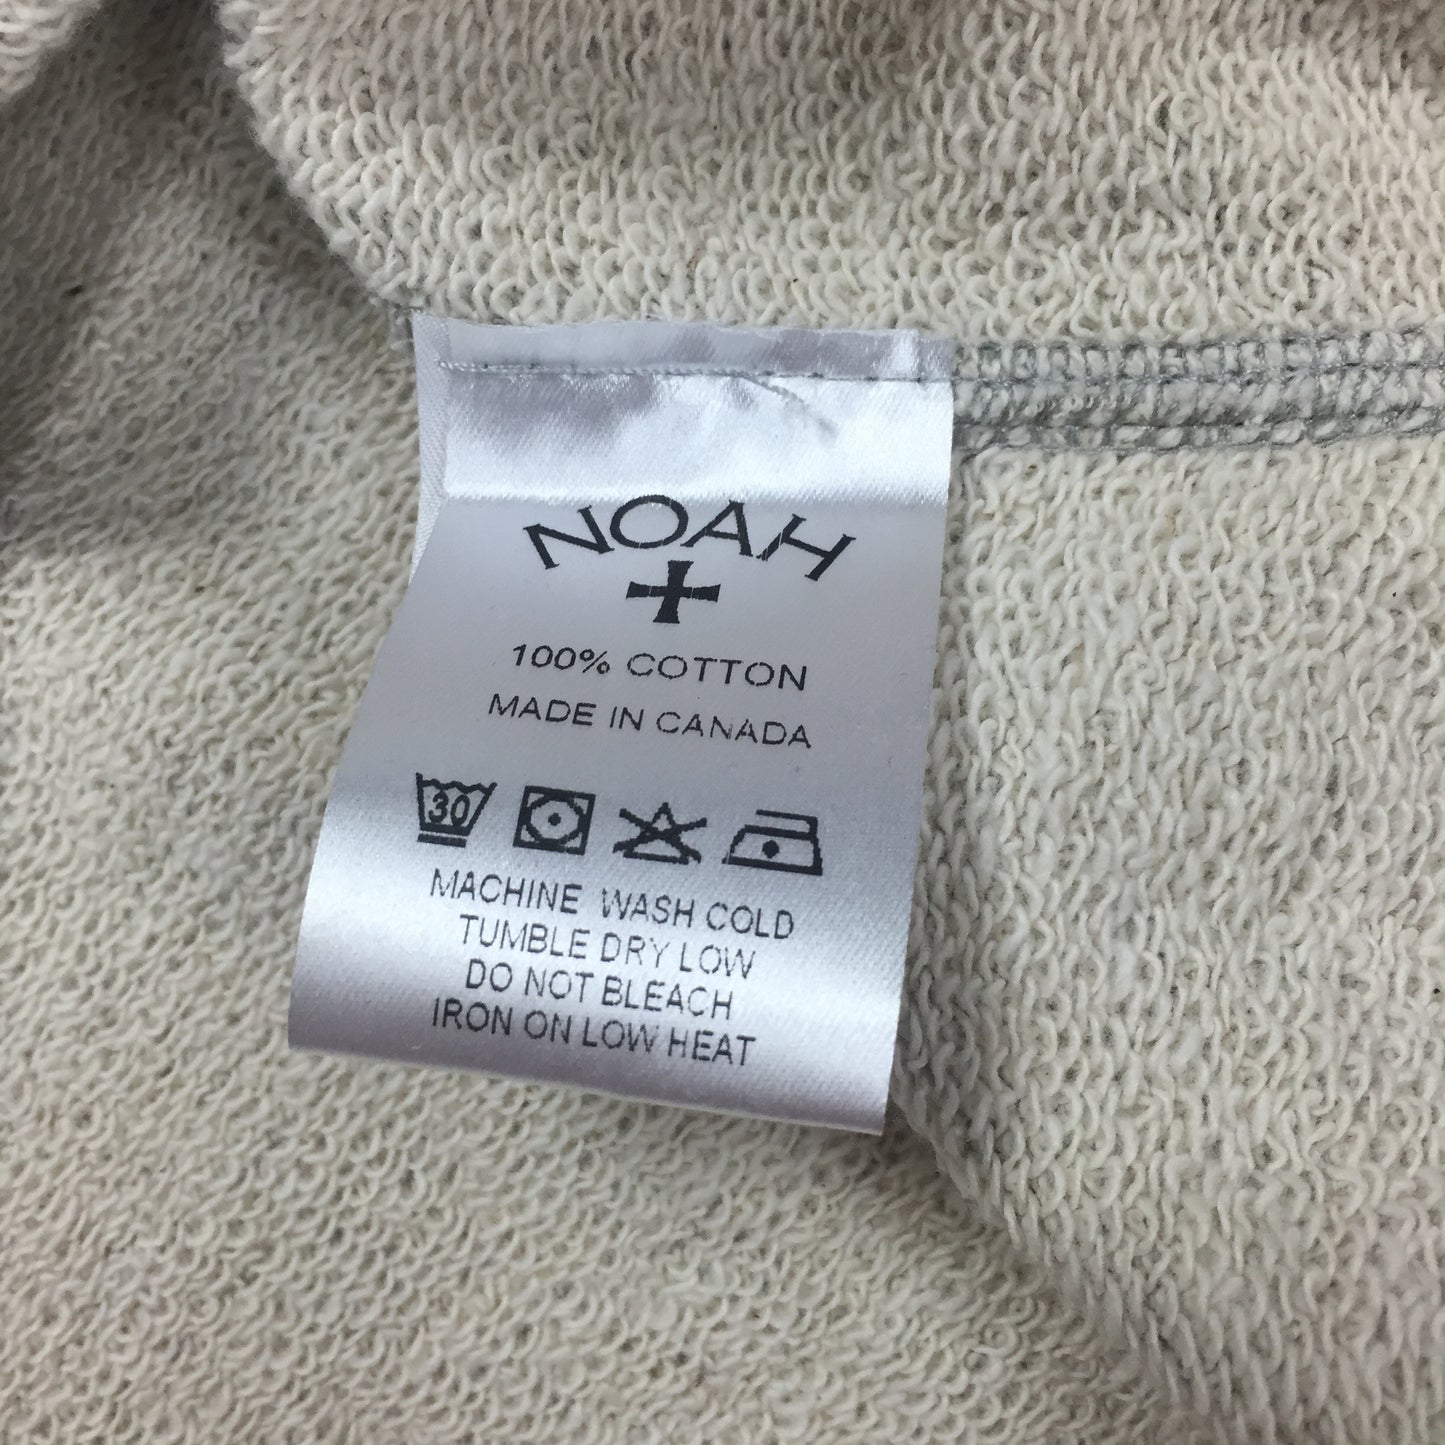 NOAH
100% COTTON
MADE IN CANADA
30
MACHINE WASH COLD
TUMBLE DRY LOW
DO NOT BLEACH
IRON ON LOW HEAT